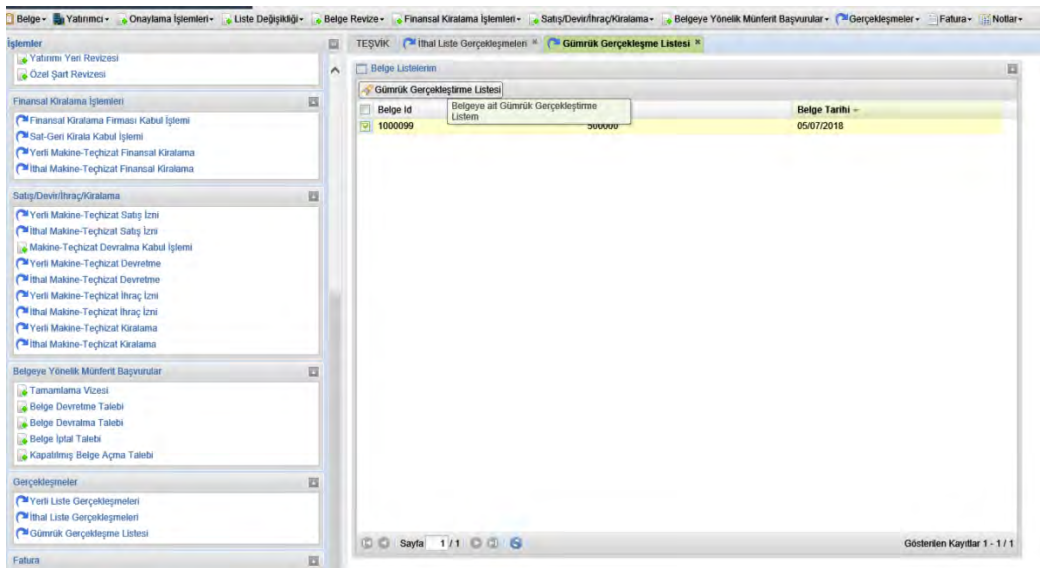 Belge Yatırımcı Onaylama İşlemleri Liste Değişikliği Belge Revize Finansal Kiralama İşlemleri Satış/Devir/İhraç/Kiralama Belgeye Yönelik Münferit Başvurular Gerçekleşmeler Fatura Notlar
İşlemler
Yatırım Yeri Revizesi
Özel Şart Revizesi
Finansal Kiralama İşlemleri
Finansal Kiralama Firması Kabul İşlemi
Sat-Geri Kirala Kabul İşlemi
Yerli Makine-Teçhizat Finansal Kiralama
İthal Makine-Teçhizat Finansal Kiralama
Satış/Devir/İhraç/Kiralama
Yerli Makine-Teçhizat Satış İzni
İthal Makine-Teçhizat Satış İzni
Makine-Teçhizat Devralma Kabul İşlemi
Yerli Makine-Teçhizat Devretme
İthal Makine-Teçhizat Devretme
Yerli Makine-Teçhizat İhraç İzni
İthal Makine-Teçhizat İhraç İzni
Yerli Makine-Teçhizat Kiralama
İthal Makine-Teçhizat Kiralama
Belgeye Yönelik Münferit Başvurular
Tamamlama Vizesi
Belge Devretme Talebi
Belge Devralma Talebi
Belge İptal Talebi
Kapatılmış Belge Açma Talebi
Gerçekleşmeler
Yerli Liste Gerçekleşmeleri
İthal Liste Gerçekleşmeleri
Gümrük Gerçekleşme Listesi
Fatura
TEŞVİK İthal Liste Gerçekleşmeleri Gümrük Gerçekleşme Listesi
Belge Listelerim
Gümrük Gerçekleştirme Listesi
Belge Id Belge Tarihi
Belgeye ait Gümrük Gerçekleştirme
Listem
1000099 500000 05/07/2018
Sayfa 1 / 1 Gösterilen Kayıtlar 1 - 1 / 1